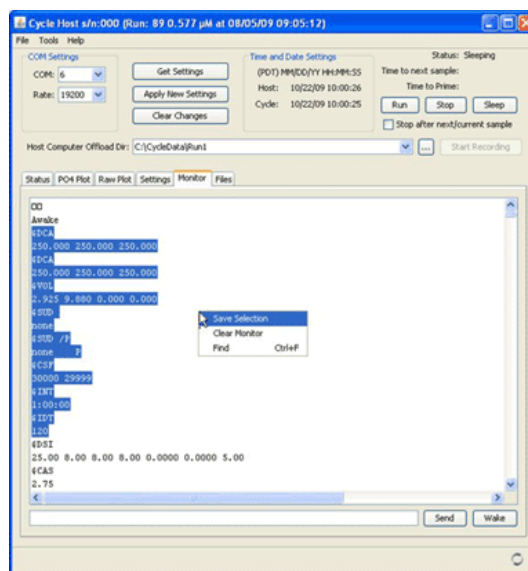 Cycle Host s/n:000 (Run: 89 0.577 µM at 08/05/09 09:05:12)
File Tools Help
COM Settings
COM: 6
Rate: 19200
Get Settings
Apply New Settings
Clear Changes
Time and Date Settings
(PDT) MM/DD/YY HH:MM:SS
Host: 10/22/09 10:00:26
Cycle: 10/22/09 10:00:25
Status: Sleeping
Time to next sample:
Time to Prime:
Run Stop Sleep
Stop after next/current sample
Host Computer Offload Dir: C:\CycleData\Run1 ... Start Recording
Status PO4 Plot Raw Plot Settings Monitor Files
Awake
$DCA
250.000 250.000 250.000
$DCA
250.000 250.000 250.000
$VOL
2.925 9.880 0.000 0.000
$SUD
none
$SUD /P
none P
$CSF
30000 29999
$INT
1:00:00
$IDT
120
$DSI
25.00 8.00 8.00 8.00 0.0000 0.0000 5.00
$CAS
2.75
Save Selection
Clear Monitor
Find Ctrl+F
Send Wake